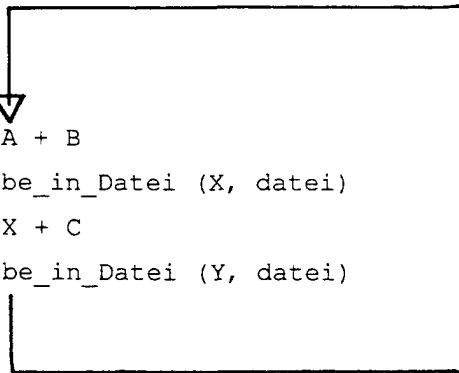 A + B
be_in_Datei (X, datei)
X + C
be_in_Datei (Y, datei)